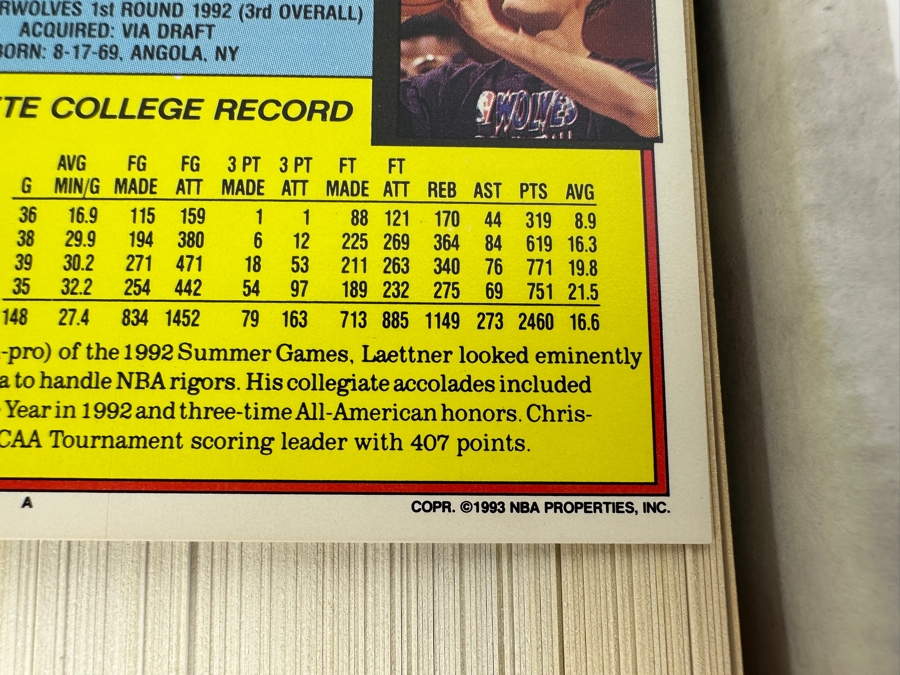 RWOLVES 1st ROUND 1992 (3rd OVERALL)
ACQUIRED: VIA DRAFT
BORN: 8-17-69, ANGOLA, NY
WOLVES
TE COLLEGE RECORD
G AVG MIN/G FG MADE FG ATT 3 PT MADE 3 PT ATT FT MADE FT ATT REB AST PTS AVG
36 16.9 115 159 1 1 88 121 170 44 319 8.9
38 29.9 194 380 6 12 225 269 364 84 619 16.3
39 30.2 271 471 18 53 211 263 340 76 771 19.8
35 32.2 254 442 54 97 189 232 275 69 751 21.5
148 27.4 834 1452 79 163 713 885 1149 273 2460 16.6
-pro) of the 1992 Summer Games, Laettner looked eminently
a to handle NBA rigors. His collegiate accolades included
Year in 1992 and three-time All-American honors. Chris-
CAA Tournament scoring leader with 407 points.
A
COPR. ©1993 NBA PROPERTIES, INC.